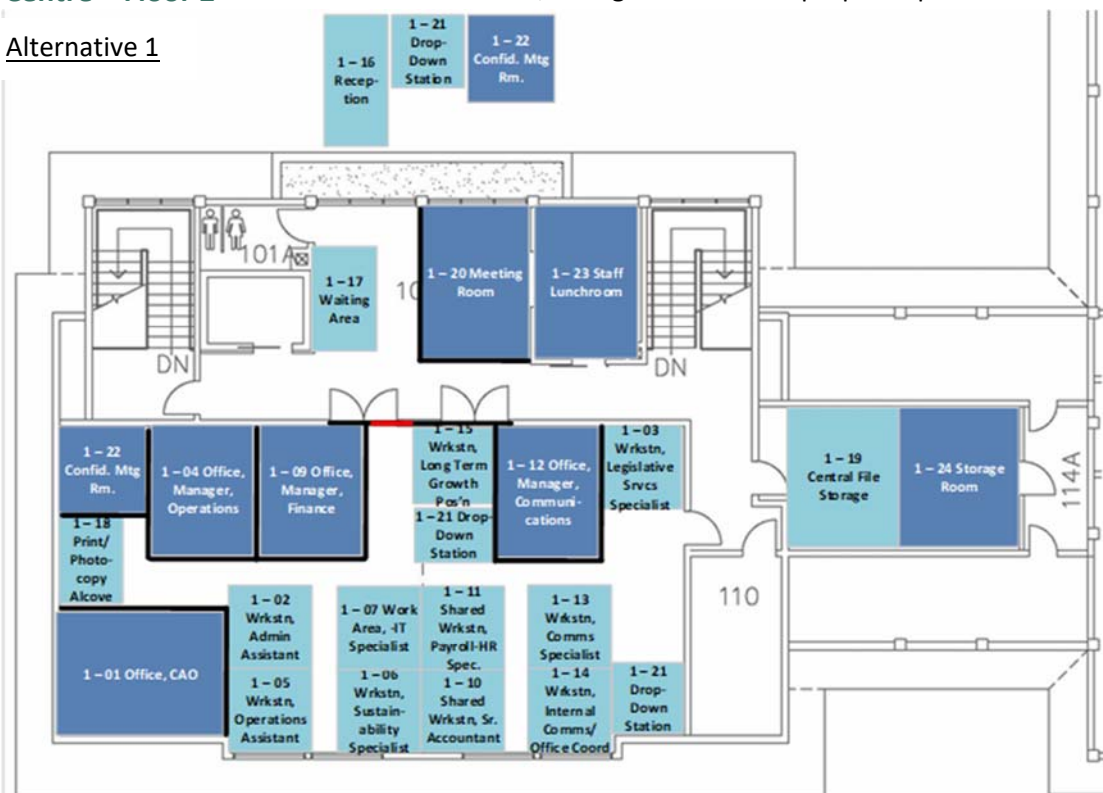 Alternative 1
1 – 16
Recep-
tion
1 – 21
Drop-
Down
Station
1 – 22
Confid. Mtg
Rm.
101A
1 – 17
Waiting
Area
1 – 20 Meeting
Room
1 – 23 Staff
Lunchroom
DN
DN
1 – 22
Confid. Mtg
Rm.
1 – 04 Office,
Manager,
Operations
1 – 09 Office,
Manager,
Finance
1 – 15
Wrkstn,
Long Term
Growth
Pos'n
1 – 12 Office,
Manager,
Communi-
cations
1 – 03
Wrkstn,
Legislative
Srvcs
Specialist
1 – 19
Central File
Storage
1 – 24 Storage
Room
114A
1 – 18
Print/
Photo-
copy
Alcove
1 – 21 Drop-
Down
Station
110
1 – 01 Office, CAO
1 – 02
Wrkstn,
Admin
Assistant
1 – 07 Work
Area, -IT
Specialist
1 – 11
Shared
Wrkstn,
Payroll-HR
Spec.
1 – 13
Wrkstn,
Comms
Specialist
1 – 05
Wrkstn,
Operations
Assistant
1 – 06
Wrkstn,
Sustain-
ability
Specialist
1 – 10
Shared
Wrkstn, Sr.
Accountant
1 – 14
Wrkstn,
Internal
Comms/
Office Coord
1 – 21
Drop-
Down
Station